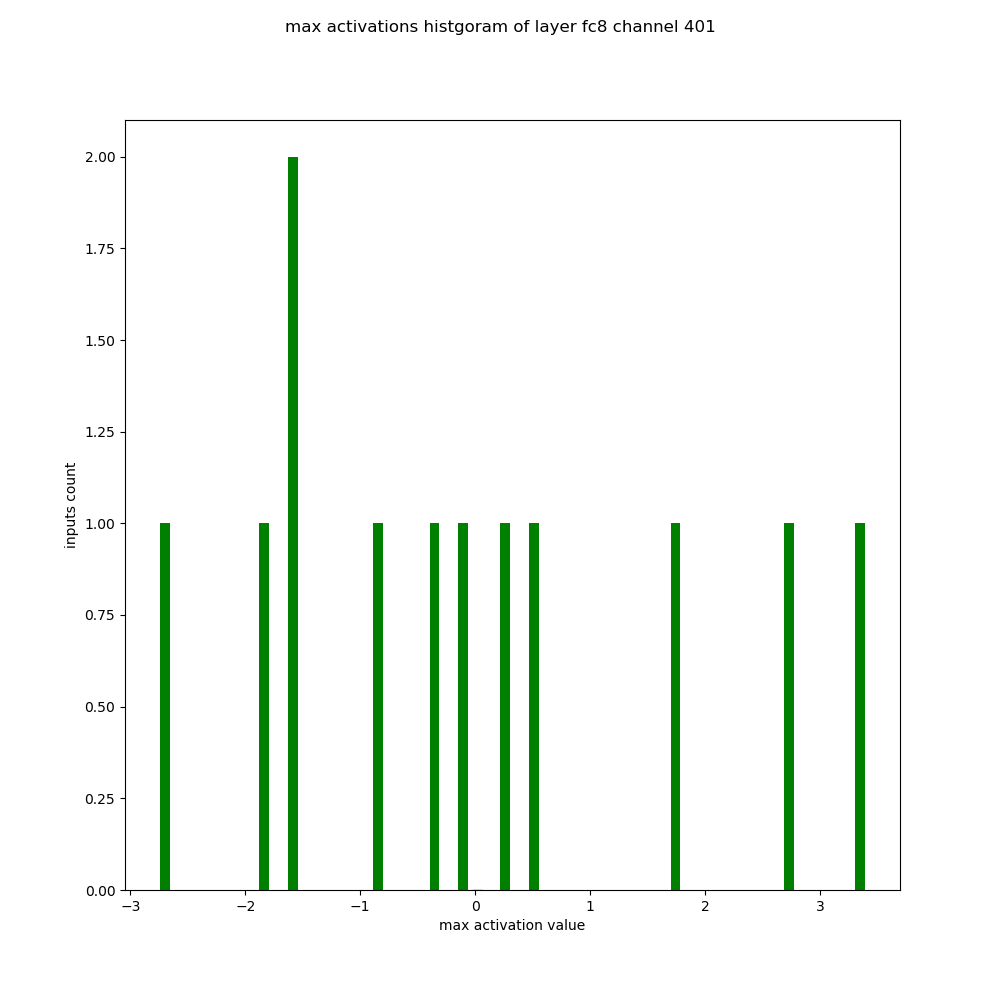 max activations histgoram of layer fc8 channel 401
2.00
1.75
1.50
1.25
1.00
0.75
0.50
0.25
0.00
inputs count
−3 −2 −1 0 1 2 3
max activation value